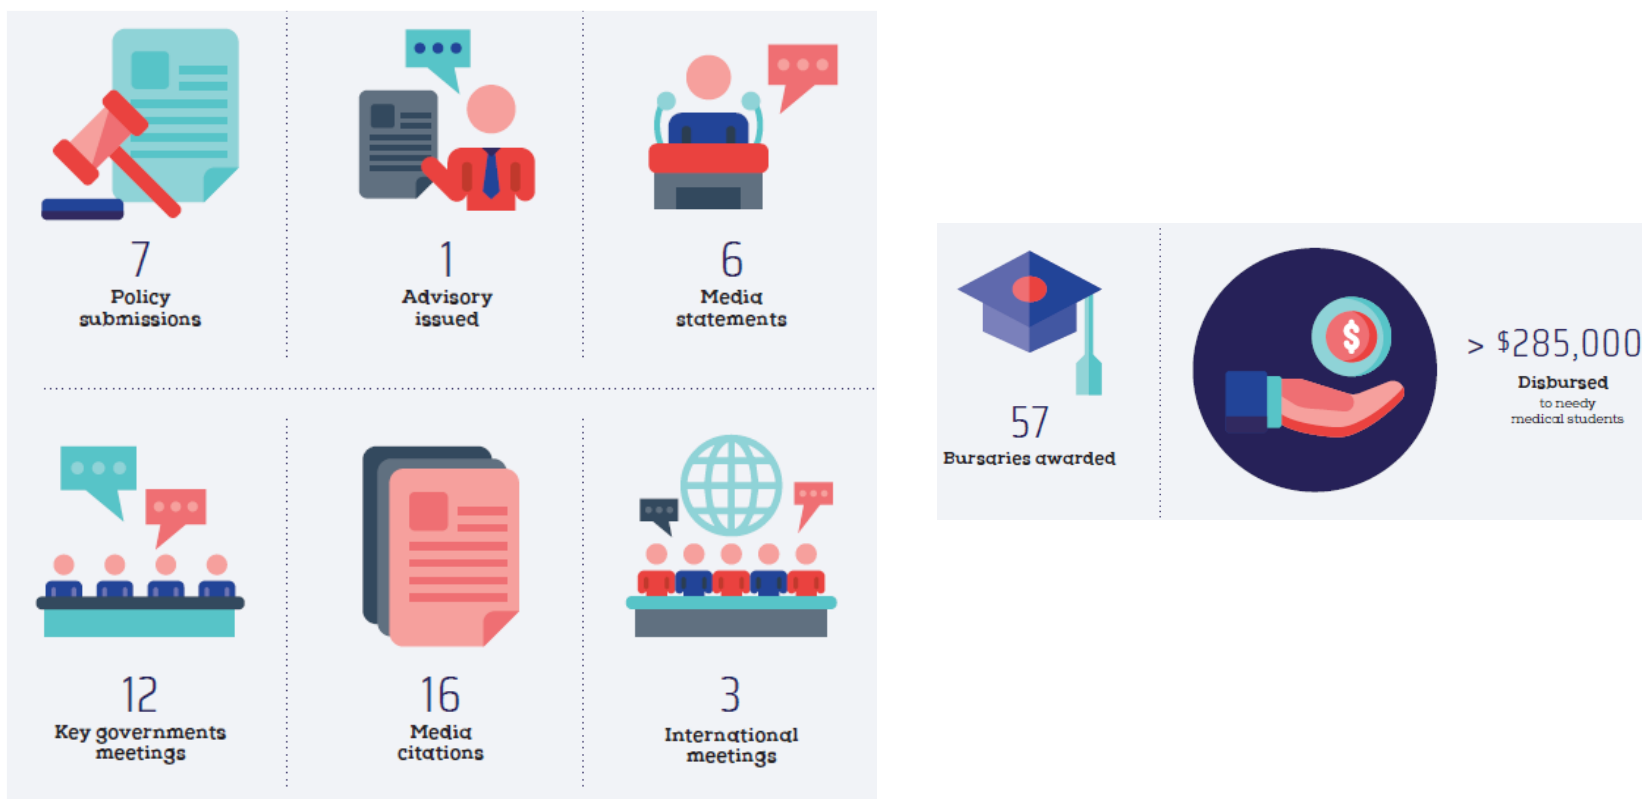 7
Policy
submissions
1
Advisory
issued
6
Media
statements
12
Key governments
meetings
16
Media
citations
3
International
meetings
57
Bursaries awarded
$
> $285,000
Disbursed
to needy
medical students